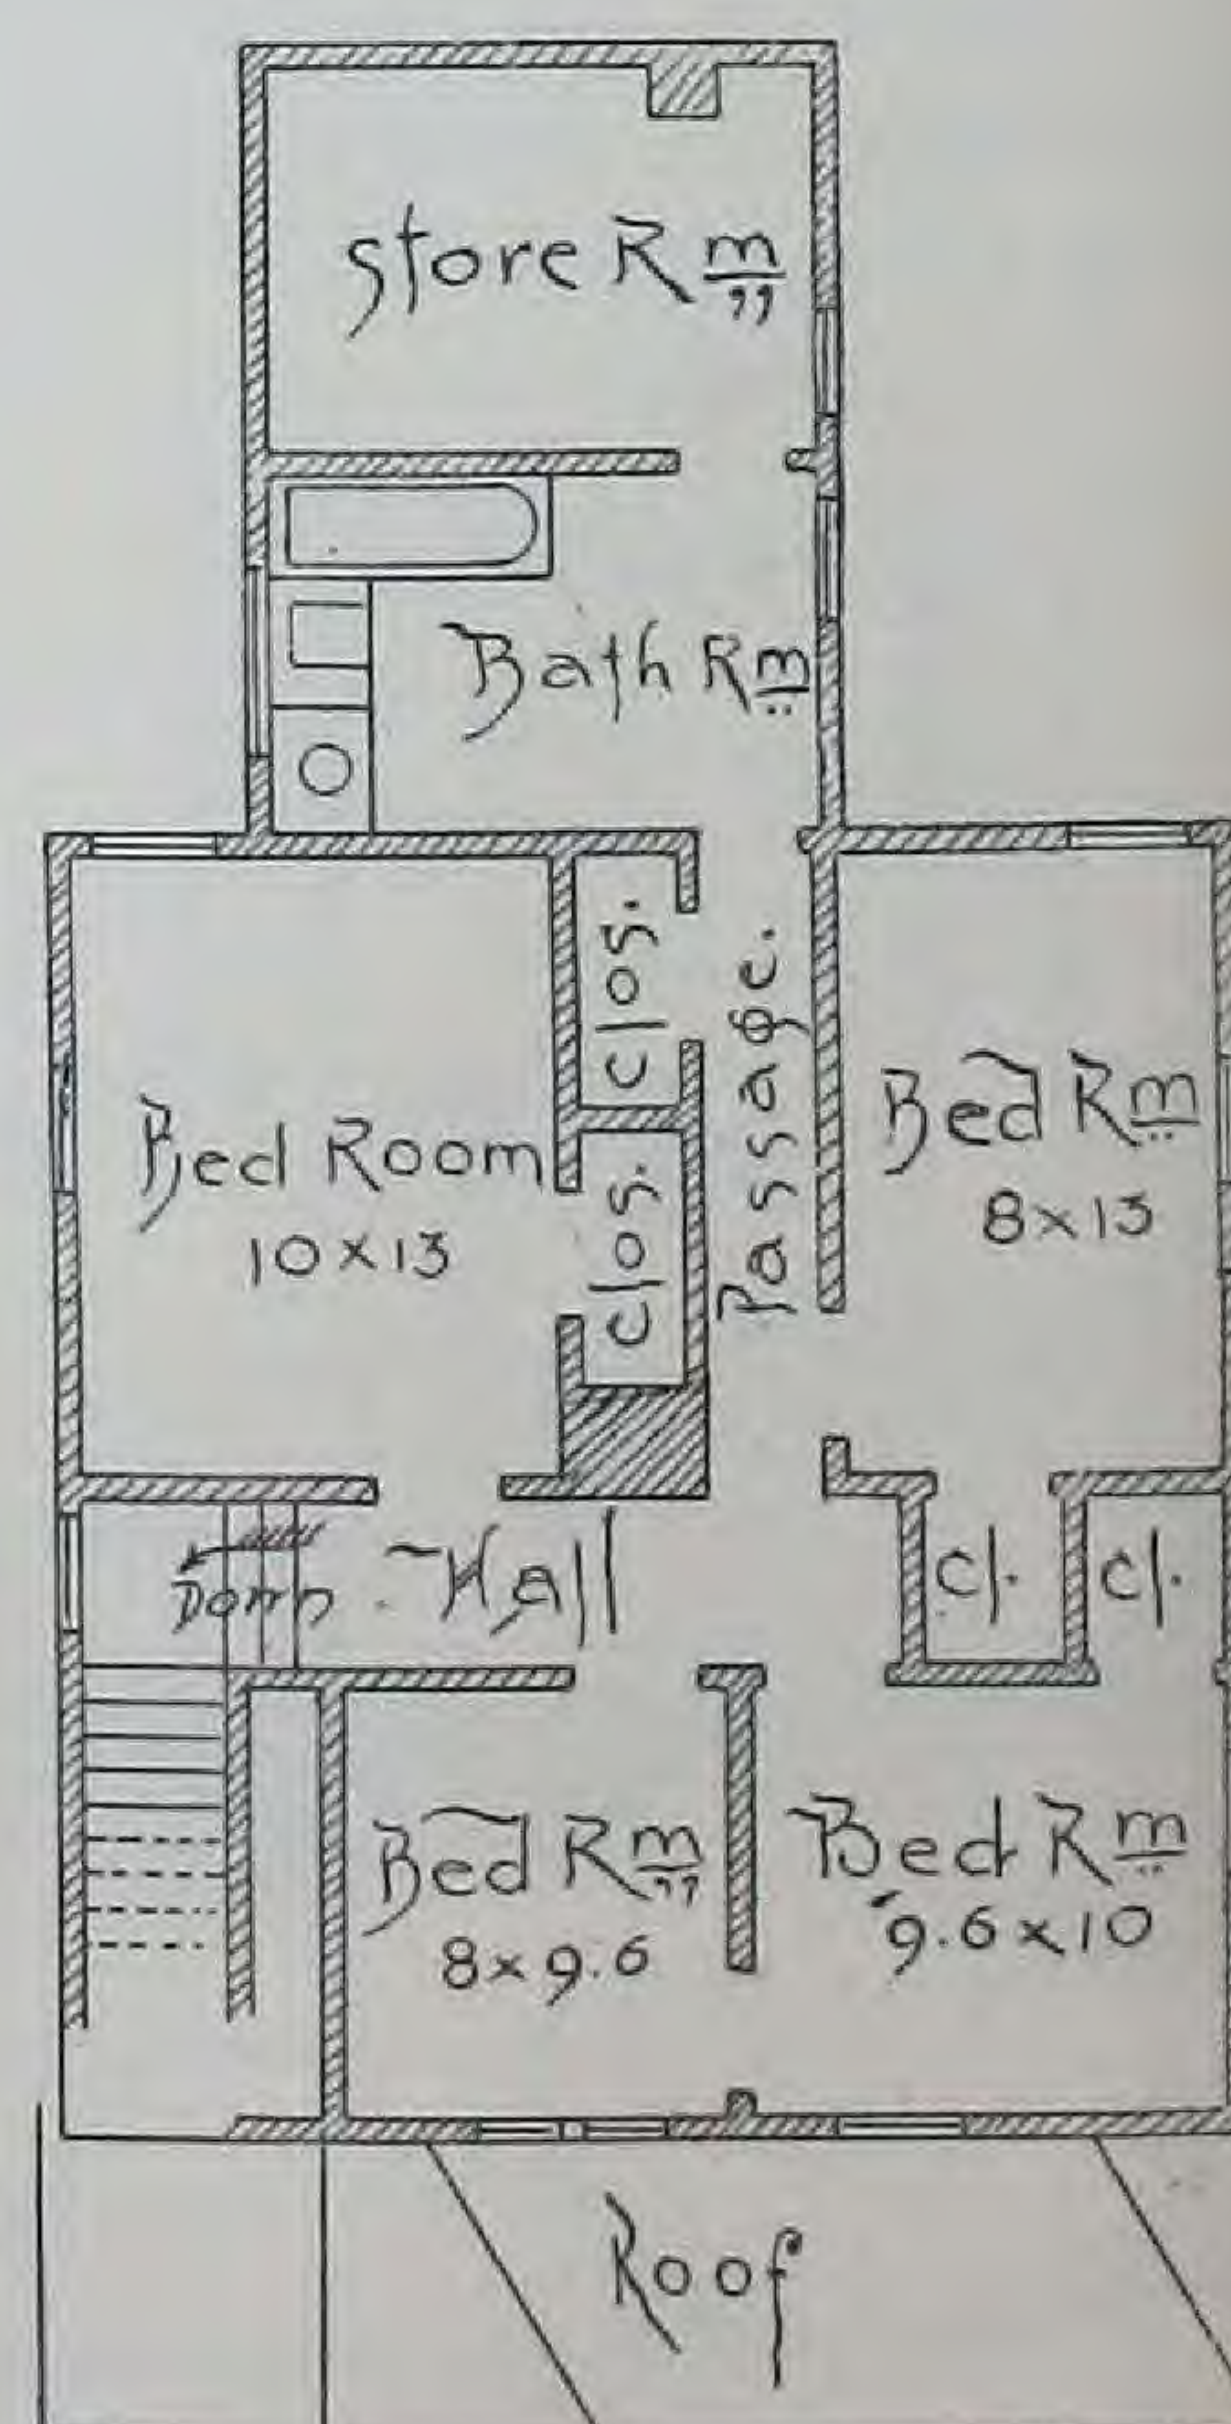 Store Rm
Bath Rm
Clos.
Passage.
Bed Room
10 x 13
Clos.
Bed Rm
8 x 13
Down
Hall
Cl.
Cl.
Bed Rm
8 x 9.6
Bed Rm
9.6 x 10
Roof